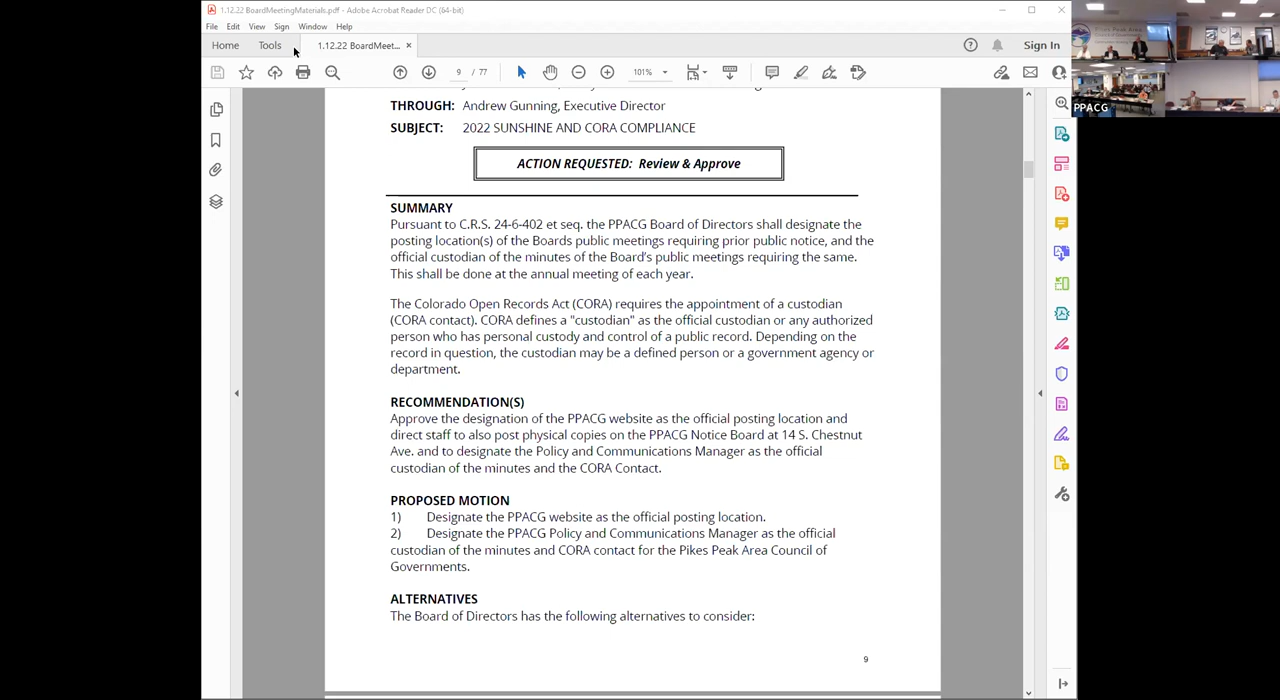 1.12.22 BoardMeetingMaterials.pdf - Adobe Acrobat Reader DC (64-bit)
File Edit View Sign Window Help
Home Tools 1.12.22 BoardMeet... × Sign In
9 / 77 101%
THROUGH: Andrew Gunning, Executive Director
SUBJECT: 2022 SUNSHINE AND CORA COMPLIANCE
ACTION REQUESTED: Review & Approve
SUMMARY
Pursuant to C.R.S. 24-6-402 et seq. the PPACG Board of Directors shall designate the
posting location(s) of the Boards public meetings requiring prior public notice, and the
official custodian of the minutes of the Board's public meetings requiring the same.
This shall be done at the annual meeting of each year.
The Colorado Open Records Act (CORA) requires the appointment of a custodian
(CORA contact). CORA defines a "custodian" as the official custodian or any authorized
person who has personal custody and control of a public record. Depending on the
record in question, the custodian may be a defined person or a government agency or
department.
RECOMMENDATION(S)
Approve the designation of the PPACG website as the official posting location and
direct staff to also post physical copies on the PPACG Notice Board at 14 S. Chestnut
Ave. and to designate the Policy and Communications Manager as the official
custodian of the minutes and the CORA Contact.
PROPOSED MOTION
1) Designate the PPACG website as the official posting location.
2) Designate the PPACG Policy and Communications Manager as the official
custodian of the minutes and CORA contact for the Pikes Peak Area Council of
Governments.
ALTERNATIVES
The Board of Directors has the following alternatives to consider:
9
Pikes Peak Area
PPACG